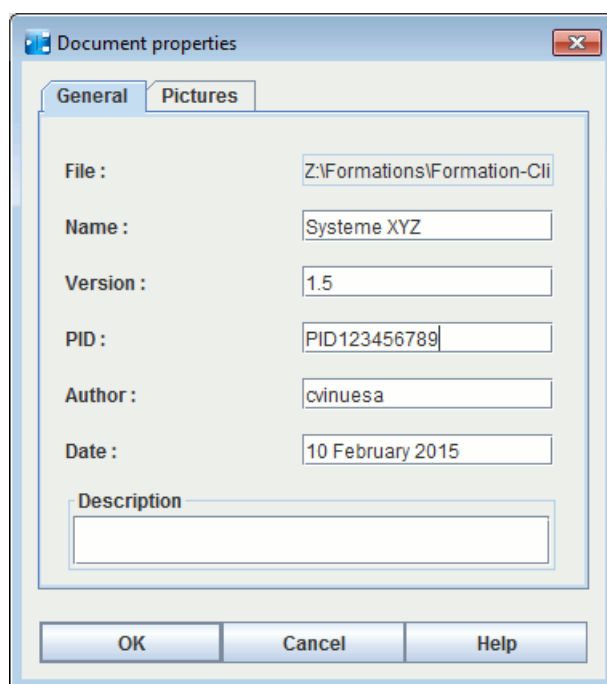 Document properties
General Pictures
File : Z:\Formations\Formation-Cli
Name : Systeme XYZ
Version : 1.5
PID : PID123456789
Author : cvinuesa
Date : 10 February 2015
Description
OK Cancel Help